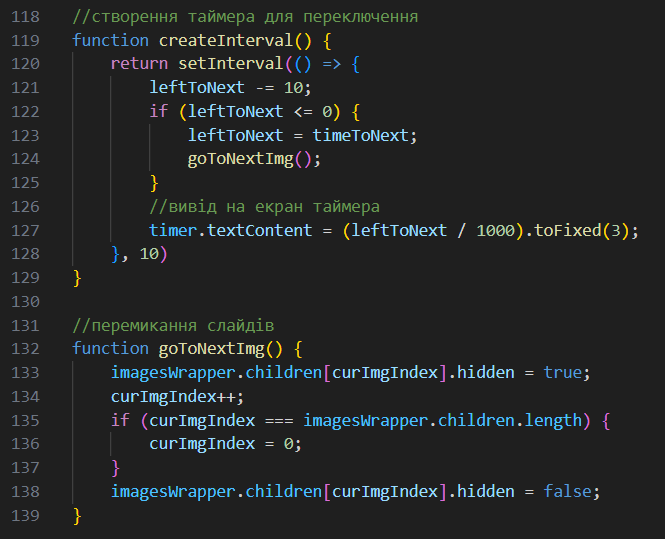 118 //створення таймера для переключення
119 function createInterval() {
120     return setInterval(() => {
121         leftToNext -= 10;
122         if (leftToNext <= 0) {
123             leftToNext = timeToNext;
124             goToNextImg();
125         }
126         //вивід на екран таймера
127         timer.textContent = (leftToNext / 1000).toFixed(3);
128     }, 10)
129 }
130
131 //перемикання слайдів
132 function goToNextImg() {
133     imagesWrapper.children[curImgIndex].hidden = true;
134     curImgIndex++;
135     if (curImgIndex === imagesWrapper.children.length) {
136         curImgIndex = 0;
137     }
138     imagesWrapper.children[curImgIndex].hidden = false;
139 }